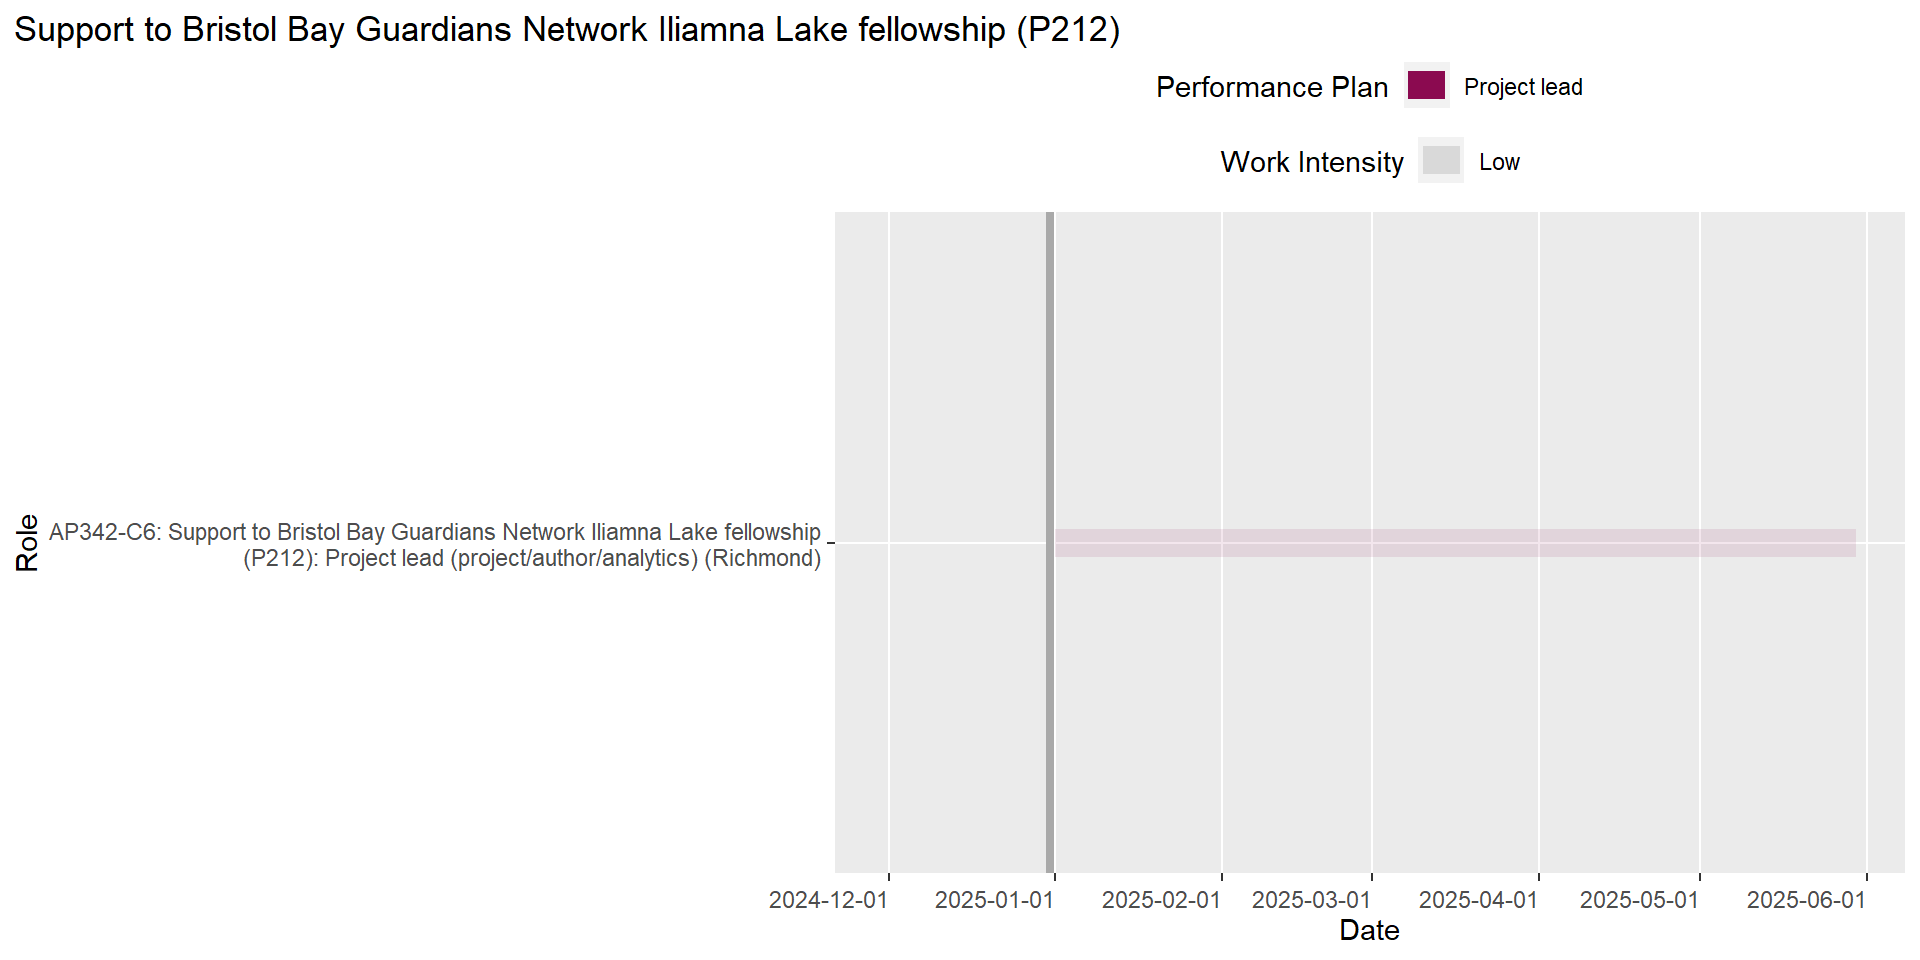 Support to Bristol Bay Guardians Network Iliamna Lake fellowship (P212)
Performance Plan
Project lead
Work Intensity
Low
Role
AP342-C6: Support to Bristol Bay Guardians Network Iliamna Lake fellowship
(P212): Project lead (project/author/analytics) (Richmond)
2024-12-01
2025-01-01
2025-02-01
2025-03-01
2025-04-01
2025-05-01
2025-06-01
Date